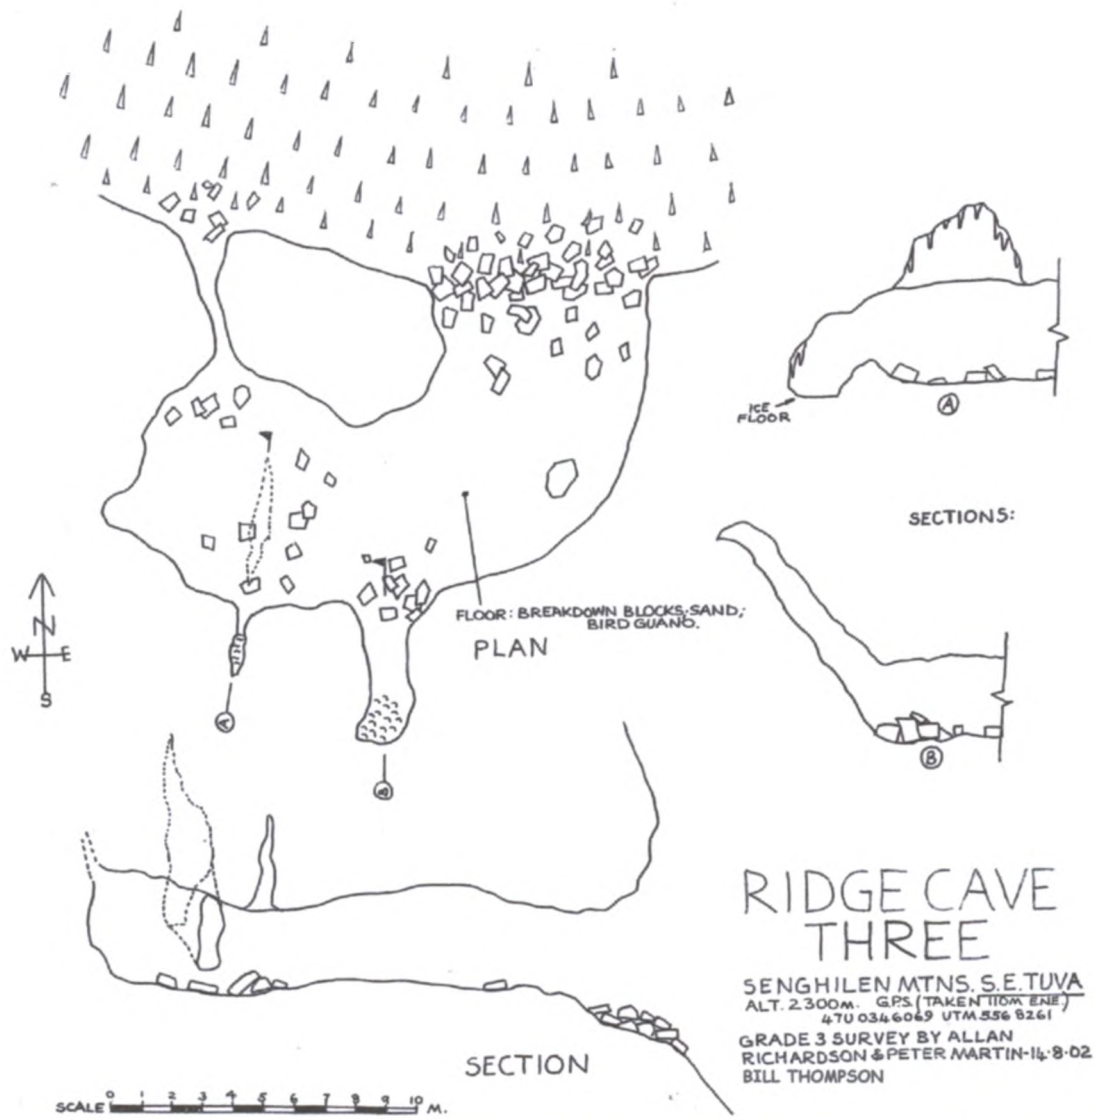 ICE
FLOOR
A
SECTIONS:
FLOOR: BREAKDOWN BLOCKS; SAND;
BIRD GUANO.
PLAN
N
W E
S
A
B
B
RIDGE CAVE
THREE
SENGHILEN MTNS. S.E. TUVA
ALT. 2300M. G.P.S. (TAKEN 110M ENE.)
47U 0346069 UTM 556 8261
GRADE 3 SURVEY BY ALLAN
RICHARDSON & PETER MARTIN-14·8·02
BILL THOMPSON
SECTION
SCALE 0 1 2 3 4 5 6 7 8 9 10 M.